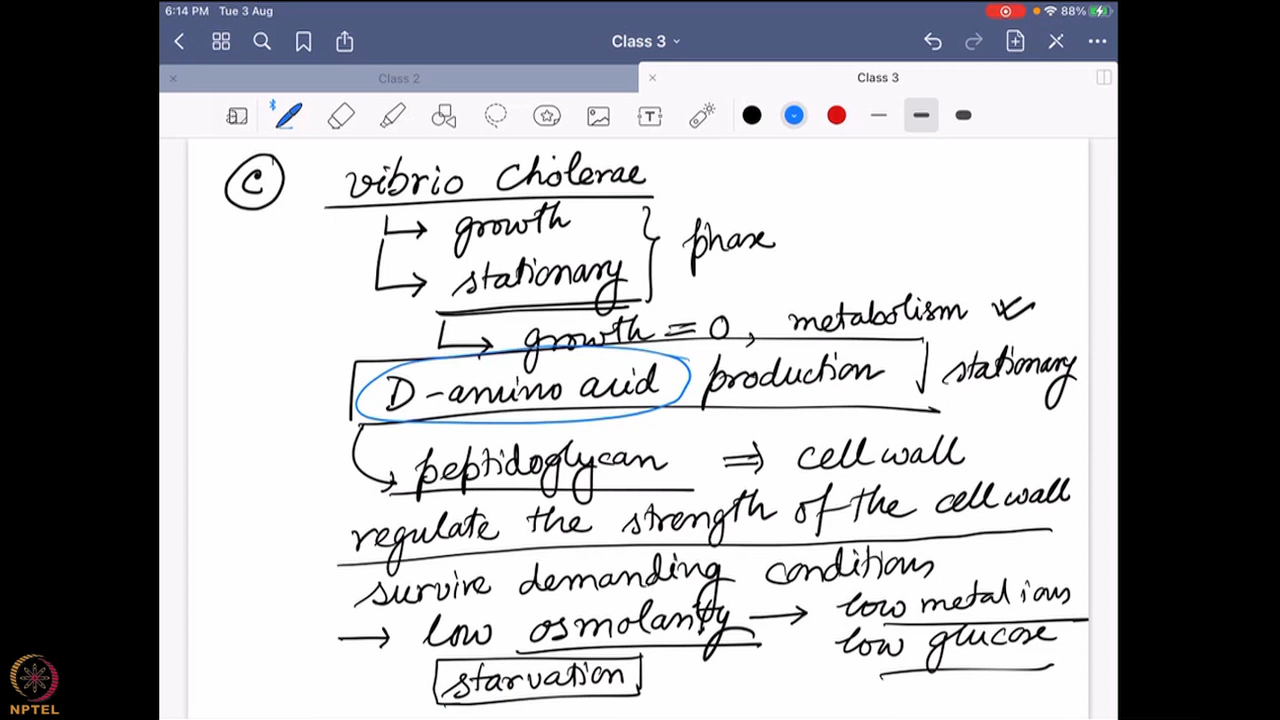 6:14 PM Tue 3 Aug
88%
Class 3
Class 2
Class 3
T
C vibrio cholerae
↳ growth
↳ stationary } phase
↳ growth = 0, metabolism
D-amino acid production ↓ stationary
↳ peptidoglycan ⇒ cell wall
regulate the strength of the cell wall
survive demanding conditions
→ low osmolarity → low metal ions
low glucose
starvation
NPTEL